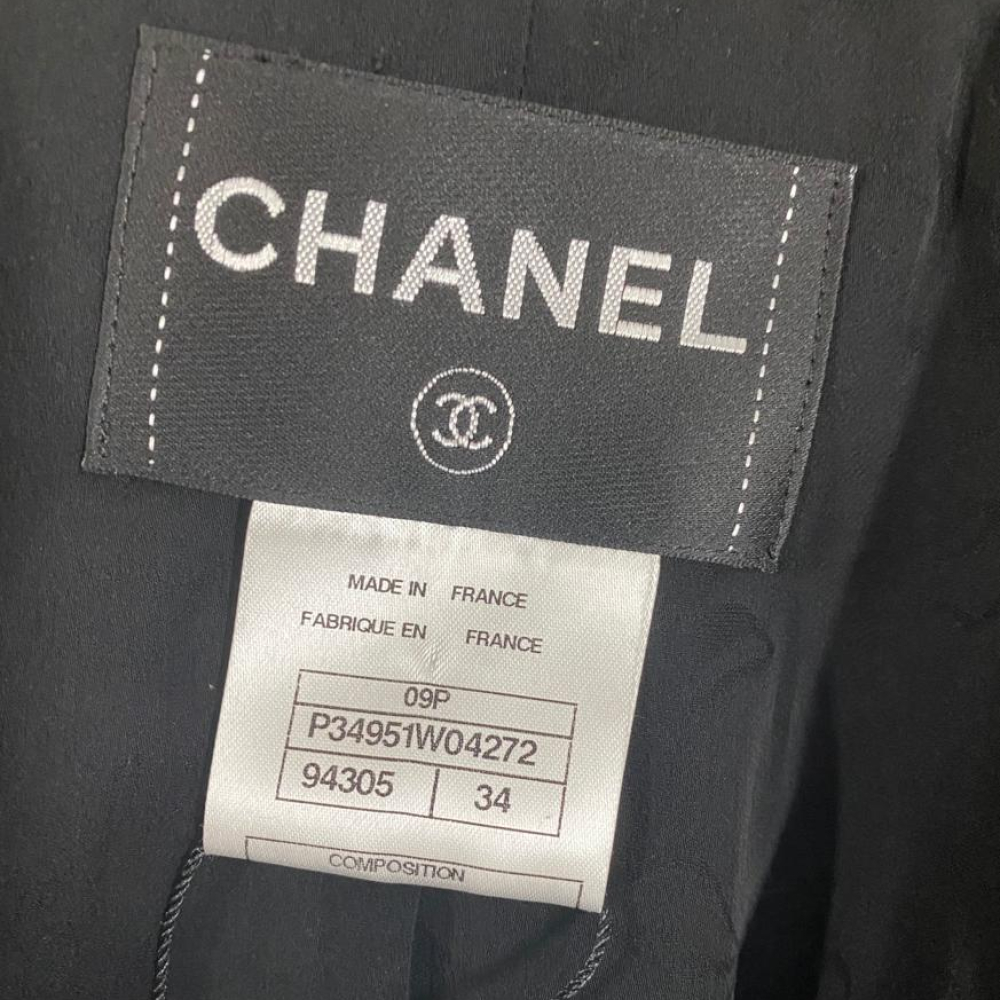 CHANEL
MADE IN FRANCE
FABRIQUE EN FRANCE
09P
P34951W04272
94305 34
COMPOSITION